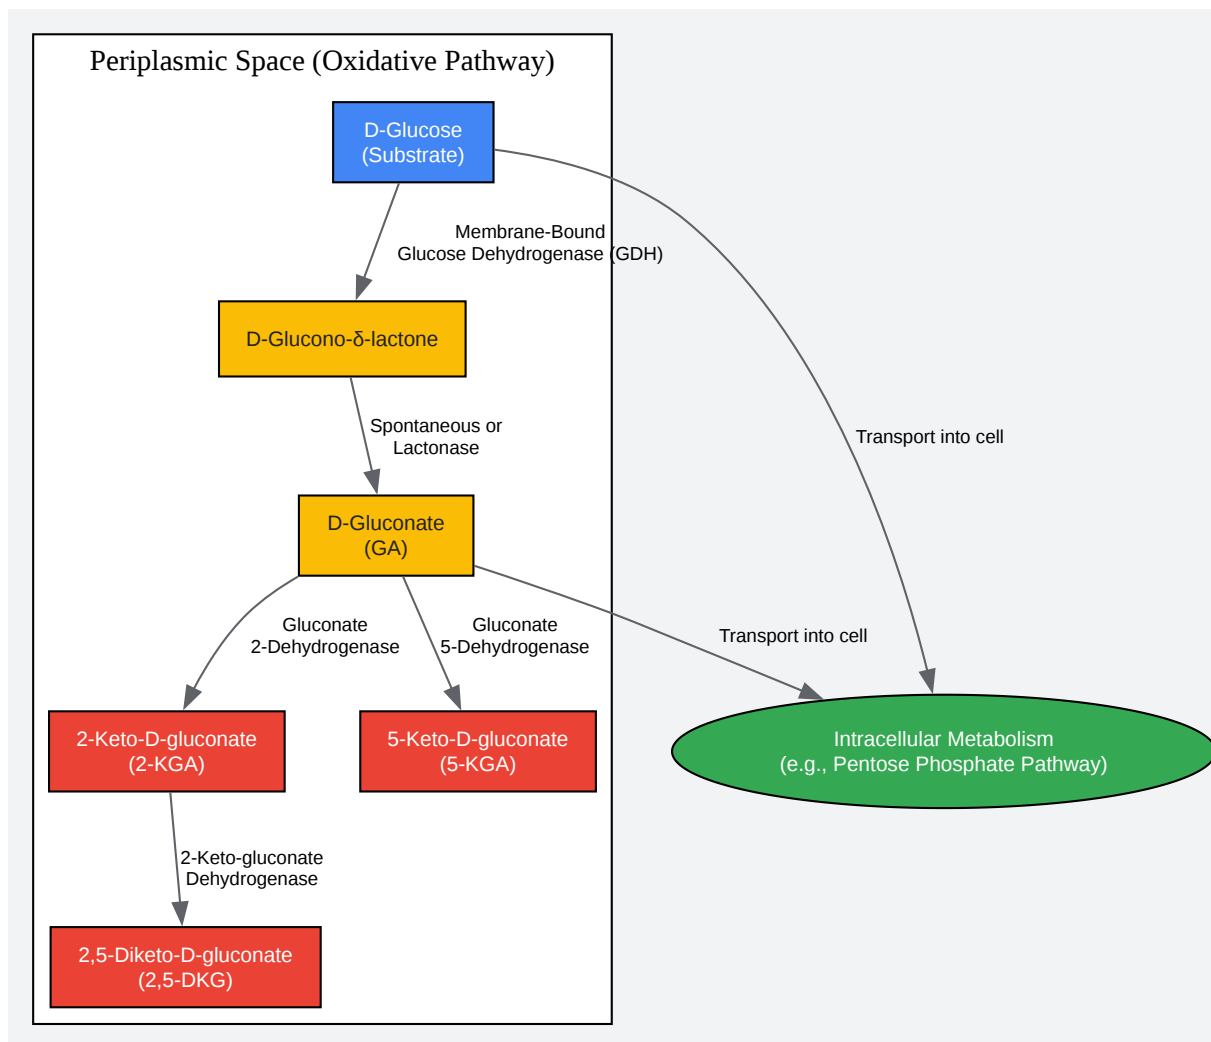 Periplasmic Space (Oxidative Pathway)
D-Glucose
(Substrate)
Membrane-Bound
Glucose Dehydrogenase (GDH)
D-Glucono-δ-lactone
Spontaneous or
Lactonase
Transport into cell
D-Gluconate
(GA)
Gluconate
2-Dehydrogenase
Gluconate
5-Dehydrogenase
Transport into cell
2-Keto-D-gluconate
(2-KGA)
5-Keto-D-gluconate
(5-KGA)
Intracellular Metabolism
(e.g., Pentose Phosphate Pathway)
2-Keto-gluconate
Dehydrogenase
2,5-Diketo-D-gluconate
(2,5-DKG)